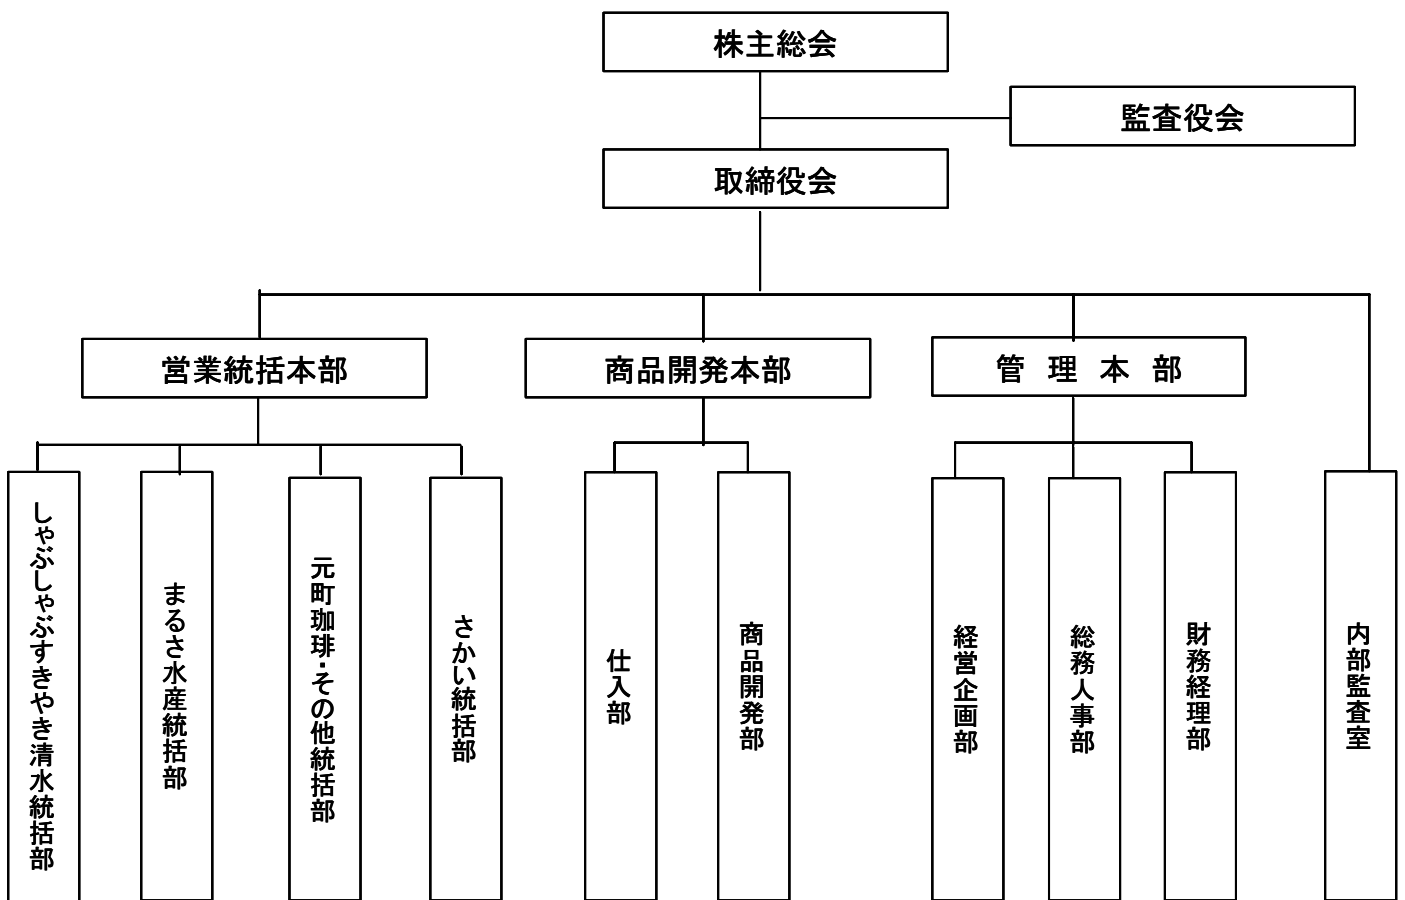 株主総会
監査役会
取締役会
営業統括本部
商品開発本部
管理本部
しゃぶしゃぶすきやき清水統括部
まるさ水産統括部
元町珈琲・その他統括部
さかい統括部
仕入部
商品開発部
経営企画部
総務人事部
財務経理部
内部監査室